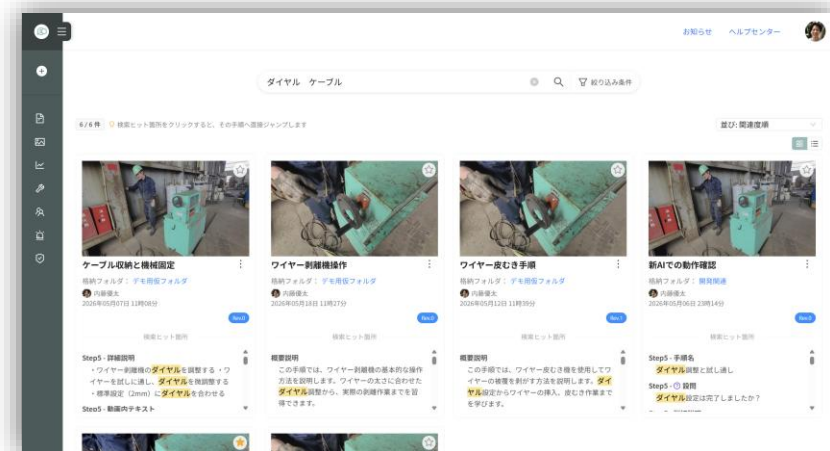 お知らせ ヘルプセンター
ダイヤル ケーブル
絞り込み条件
6 / 6 件 検索ヒット箇所をクリックすると、その手順へ直接ジャンプします
並び: 関連度順
ケーブル収納と機械固定
格納フォルダ： デモ用仮フォルダ
内藤優太
2026年05月07日 11時08分
Rev.0
検索ヒット箇所
Step5 - 詳細説明
・ワイヤー剥離機のダイヤルを調整する ・ワ
イヤーを試しに通し、ダイヤルを微調整する
・標準設定（2mm）にダイヤルを合わせる
Step5 - 動画内テキスト
ワイヤー剥離機操作
格納フォルダ： デモ用仮フォルダ
内藤優太
2026年05月18日 11時27分
Rev.0
検索ヒット箇所
概要説明
この手順では、ワイヤー剥離機の基本的な操作
方法を説明します。ワイヤーの太さに合わせた
ダイヤル調整から、実際の剥離作業までを習
得できます。
ワイヤー皮むき手順
格納フォルダ： デモ用仮フォルダ
内藤優太
2026年05月12日 11時39分
Rev.1
検索ヒット箇所
概要説明
この手順では、ワイヤー皮むき機を使用してワ
イヤーの被覆を剥がす方法を説明します。ダイ
ヤル設定からワイヤーの挿入、皮むき作業まで
を学びます。
新AIでの動作確認
格納フォルダ： 開発関連
内藤優太
2026年05月06日 23時14分
Rev.0
検索ヒット箇所
Step5 - 手順名
ダイヤル調整と試し通し
Step5 - 設問
ダイヤル設定は完了しましたか？